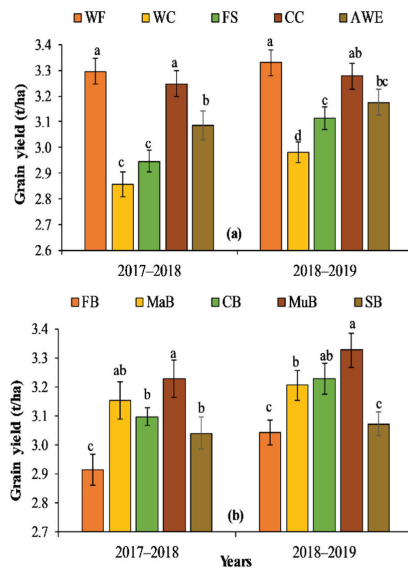 WF WC FS CC AWE
Grain yield (t/ha)
3.4
3.3
3.2
3.1
3.0
2.9
2.8
2.7
2.6
a c c a b
a d c ab bc
(a)
2017–2018 2018–2019
FB MaB CB MuB SB
Grain yield (t/ha)
3.4
3.3
3.2
3.1
3.0
2.9
2.8
2.7
c ab b a b
c b ab a c
(b)
2017–2018 2018–2019
Years